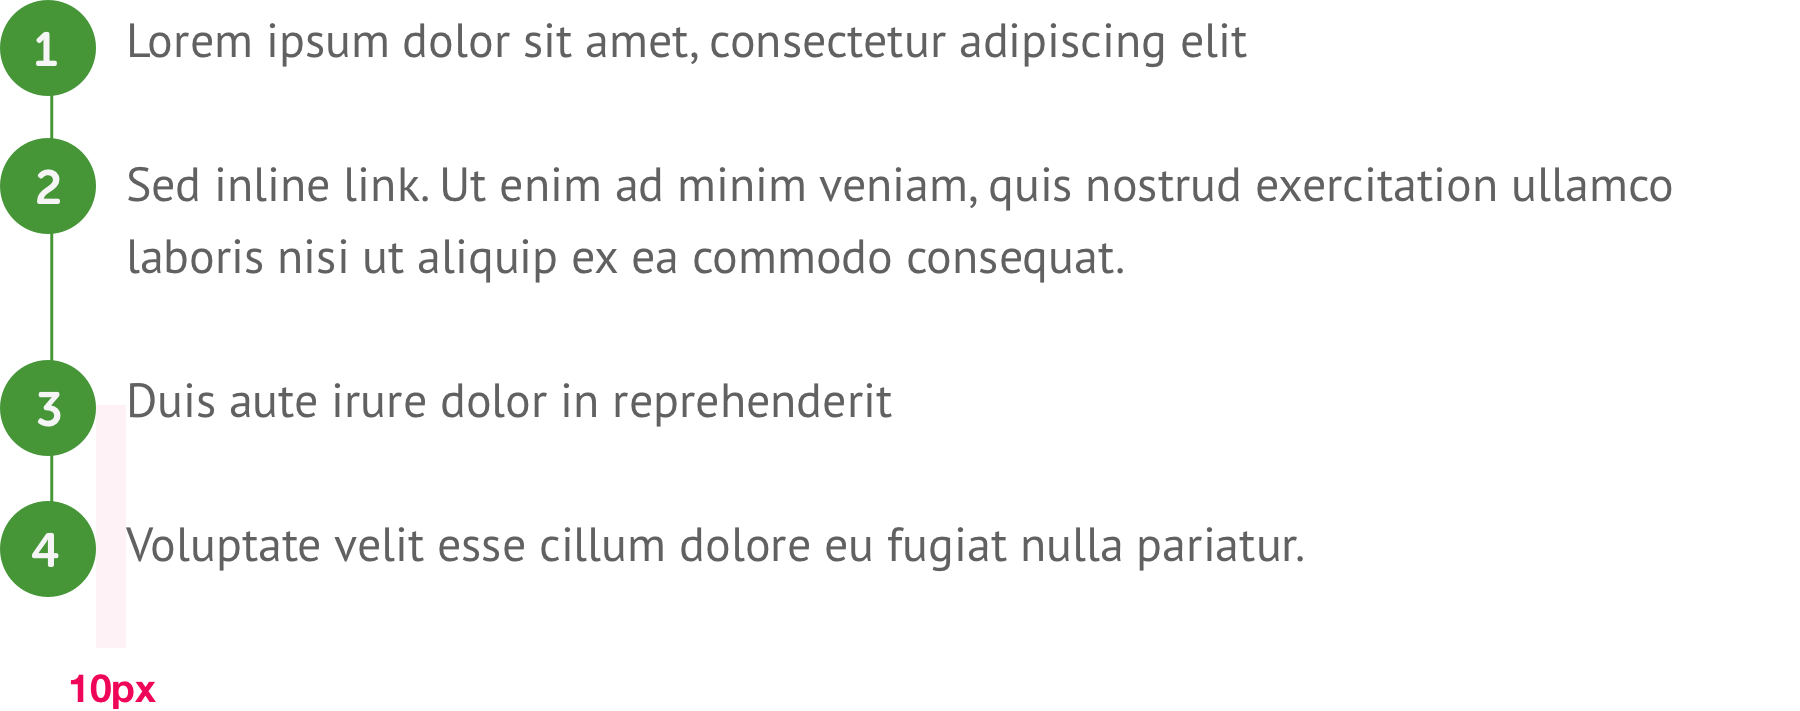 1 Lorem ipsum dolor sit amet, consectetur adipiscing elit
2 Sed inline link. Ut enim ad minim veniam, quis nostrud exercitation ullamco
laboris nisi ut aliquip ex ea commodo consequat.
3 Duis aute irure dolor in reprehenderit
4 Voluptate velit esse cillum dolore eu fugiat nulla pariatur.
10px